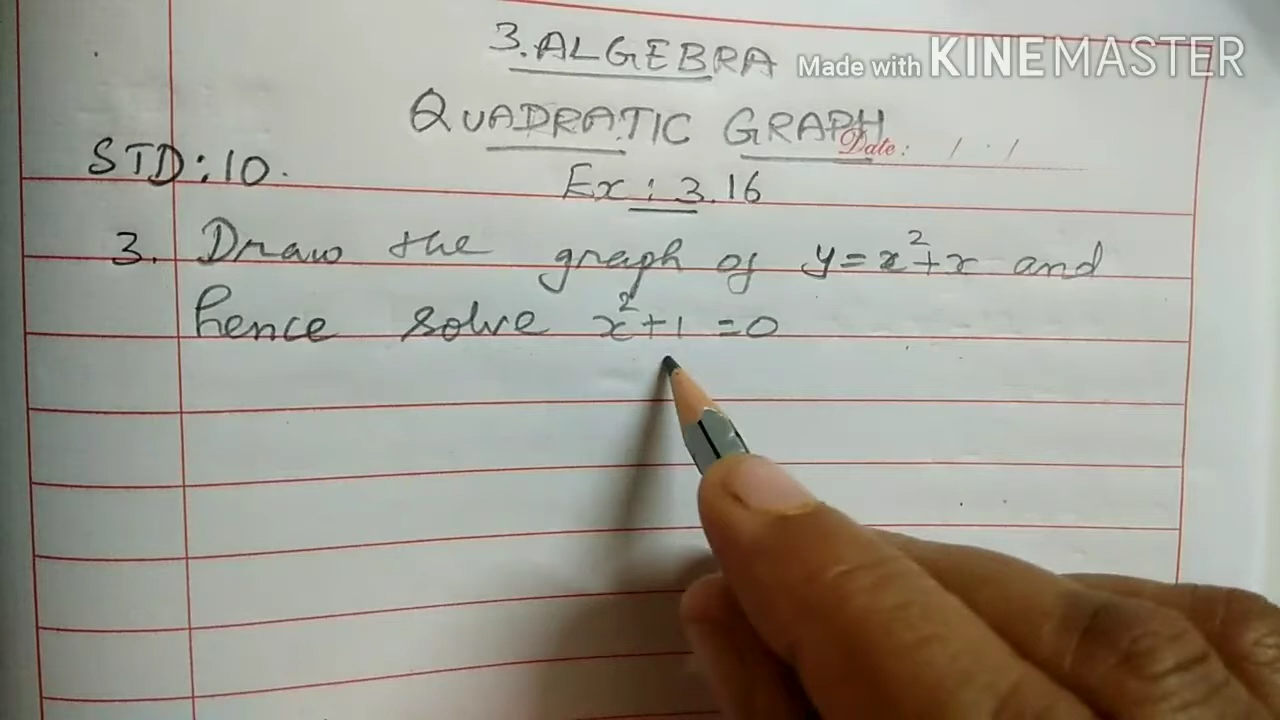 3. ALGEBRA
Made with KINEMASTER
QUADRATIC GRAPH
Date: / · /
STD: 10.
Ex: 3.16
3. Draw the graph of y = x² + x and
hence solve x² + 1 = 0